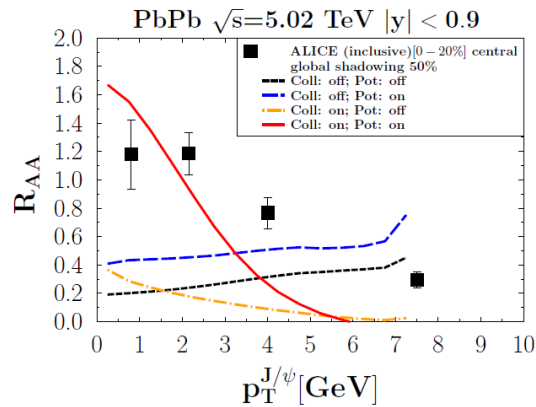 PbPb √s=5.02 TeV |y| < 0.9
2.0
1.8
1.6
1.4
1.2
1.0
0.8
0.6
0.4
0.2
0.0
R_AA
ALICE (inclusive)[0−20%] central
global shadowing 50%
Coll: off; Pot: off
Coll: off; Pot: on
Coll: on; Pot: off
Coll: on; Pot: on
0 1 2 3 4 5 6 7 8 9 10
p_T^{J/ψ}[GeV]